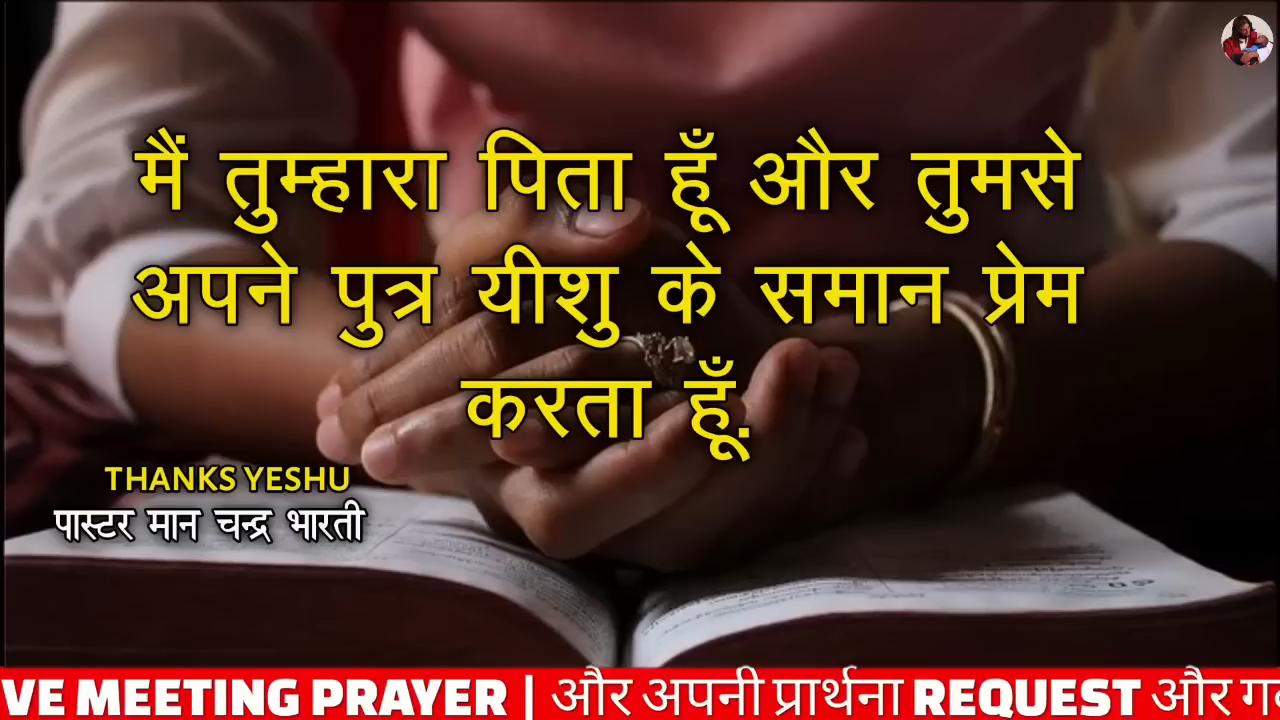 मैं तुम्हारा पिता हूँ और तुमसे
अपने पुत्र यीशु के समान प्रेम
करता हूँ.
THANKS YESHU
पास्टर मान चन्द्र भारती
VE MEETING PRAYER | और अपनी प्रार्थना REQUEST और